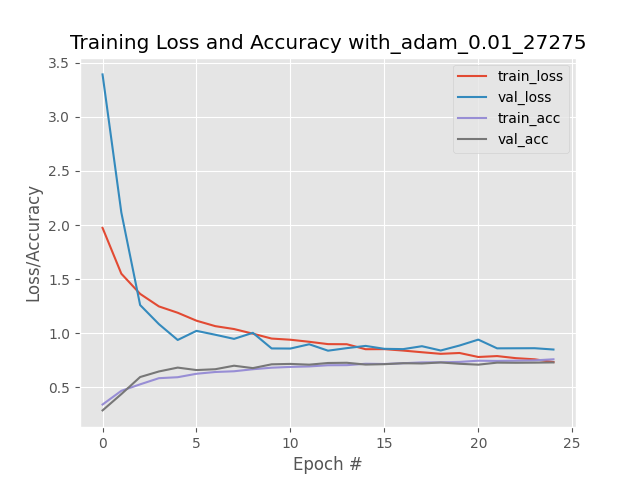 Training Loss and Accuracy with_adam_0.01_27275
train_loss
val_loss
train_acc
val_acc
Loss/Accuracy
3.5
3.0
2.5
2.0
1.5
1.0
0.5
0 5 10 15 20 25
Epoch #